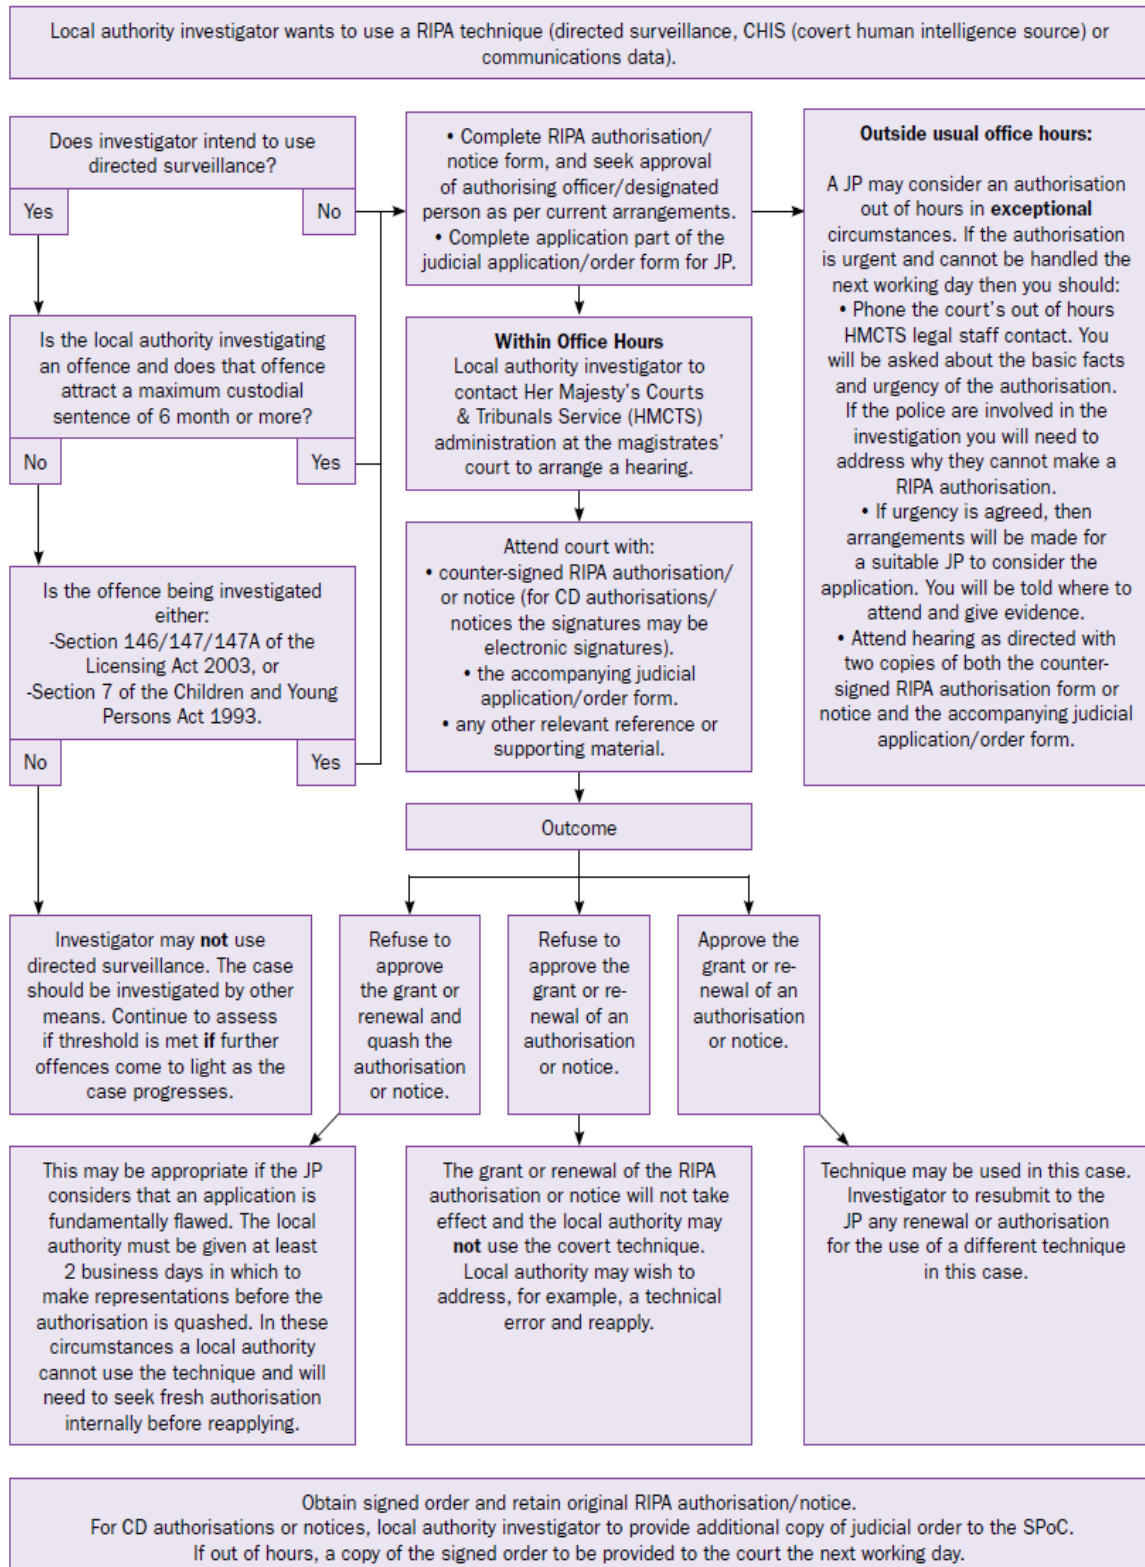 Local authority investigator wants to use a RIPA technique (directed surveillance, CHIS (covert human intelligence source) or
communications data).
Does investigator intend to use
directed surveillance?
Yes
No
Is the local authority investigating
an offence and does that offence
attract a maximum custodial
sentence of 6 month or more?
No
Yes
Is the offence being investigated
either:
-Section 146/147/147A of the
Licensing Act 2003, or
-Section 7 of the Children and Young
Persons Act 1993.
No
Yes
• Complete RIPA authorisation/
notice form, and seek approval
of authorising officer/designated
person as per current arrangements.
• Complete application part of the
judicial application/order form for JP.
Within Office Hours
Local authority investigator to
contact Her Majesty's Courts
& Tribunals Service (HMCTS)
administration at the magistrates'
court to arrange a hearing.
Attend court with:
• counter-signed RIPA authorisation/
or notice (for CD authorisations/
notices the signatures may be
electronic signatures).
• the accompanying judicial
application/order form.
• any other relevant reference or
supporting material.
Outside usual office hours:
A JP may consider an authorisation
out of hours in exceptional
circumstances. If the authorisation
is urgent and cannot be handled the
next working day then you should:
• Phone the court's out of hours
HMCTS legal staff contact. You
will be asked about the basic facts
and urgency of the authorisation.
If the police are involved in the
investigation you will need to
address why they cannot make a
RIPA authorisation.
• If urgency is agreed, then
arrangements will be made for
a suitable JP to consider the
application. You will be told where to
attend and give evidence.
• Attend hearing as directed with
two copies of both the counter-
signed RIPA authorisation form or
notice and the accompanying judicial
application/order form.
Outcome
Investigator may not use
directed surveillance. The case
should be investigated by other
means. Continue to assess
if threshold is met if further
offences come to light as the
case progresses.
Refuse to
approve
the grant or
renewal and
quash the
authorisation
or notice.
Refuse to
approve the
grant or re-
newal of an
authorisation
or notice.
Approve the
grant or re-
newal of an
authorisation
or notice.
This may be appropriate if the JP
considers that an application is
fundamentally flawed. The local
authority must be given at least
2 business days in which to
make representations before the
authorisation is quashed. In these
circumstances a local authority
cannot use the technique and will
need to seek fresh authorisation
internally before reapplying.
The grant or renewal of the RIPA
authorisation or notice will not take
effect and the local authority may
not use the covert technique.
Local authority may wish to
address, for example, a technical
error and reapply.
Technique may be used in this case.
Investigator to resubmit to the
JP any renewal or authorisation
for the use of a different technique
in this case.
Obtain signed order and retain original RIPA authorisation/notice.
For CD authorisations or notices, local authority investigator to provide additional copy of judicial order to the SPoC.
If out of hours, a copy of the signed order to be provided to the court the next working day.